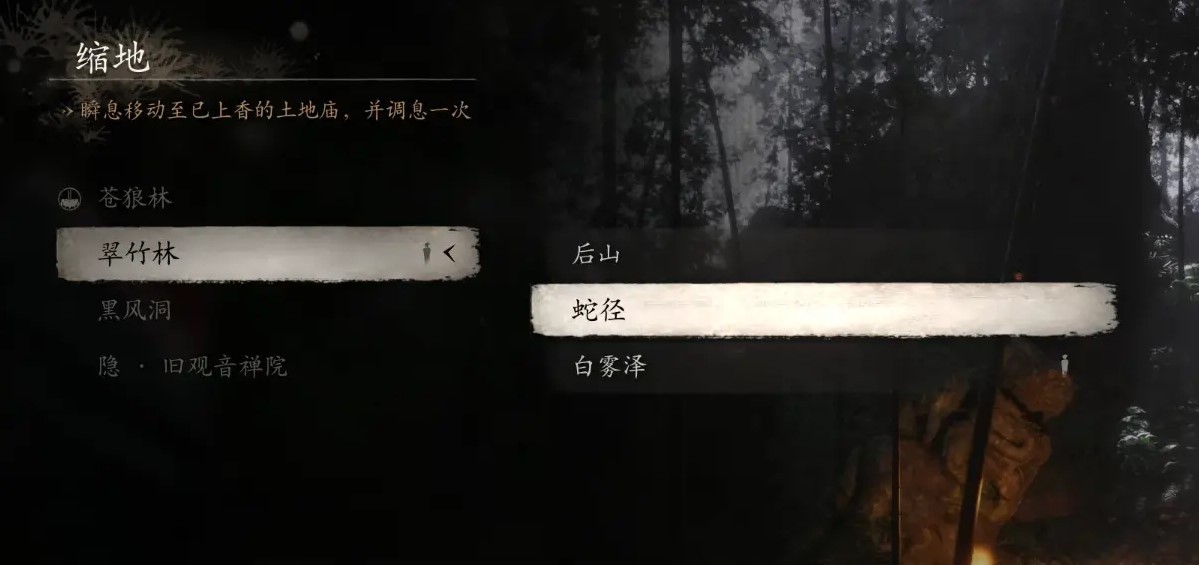 缩地
瞬息移动至已上香的土地庙，并调息一次
苍狼林
翠竹林
黑风洞
隐 · 旧观音禅院
后山
蛇径
白雾泽